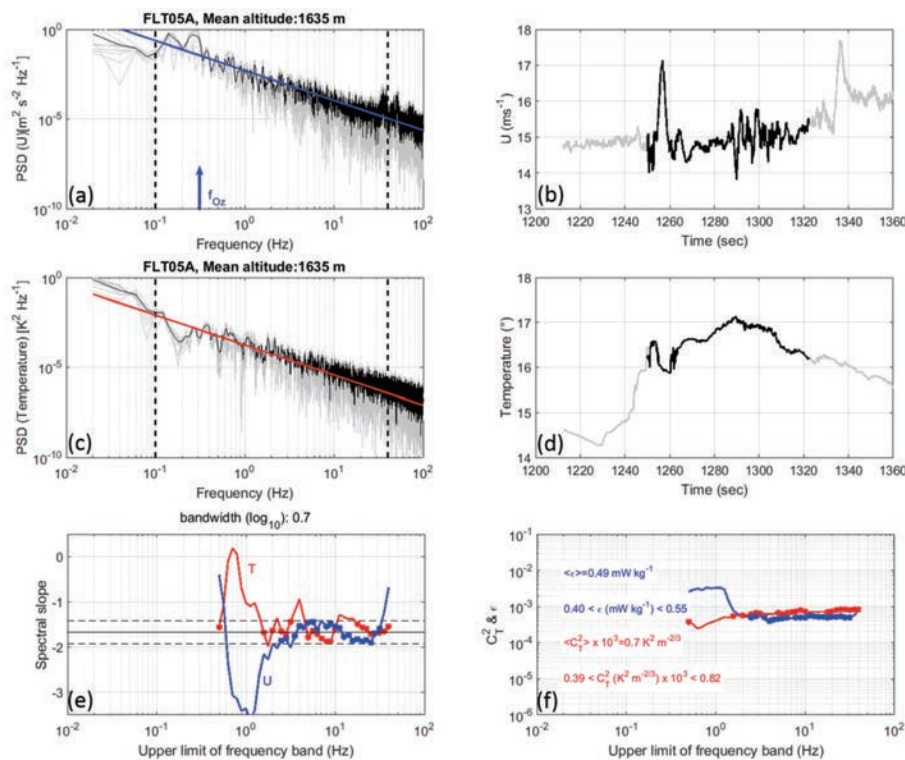 FLT05A, Mean altitude:1635 m
PSD (U)[m² s⁻² Hz⁻¹]
10⁰
10⁻⁵
10⁻¹⁰
(a)
f_Oz
10⁻² 10⁻¹ 10⁰ 10¹ 10²
Frequency (Hz)
U (ms⁻¹)
18
17
16
15
14
13
(b)
1200 1220 1240 1260 1280 1300 1320 1340 1360
Time (sec)
FLT05A, Mean altitude:1635 m
PSD (Temperature) [K² Hz⁻¹]
10⁰
10⁻⁵
10⁻¹⁰
(c)
10⁻² 10⁻¹ 10⁰ 10¹ 10²
Frequency (Hz)
Temperature (°)
18
17
16
15
14
(d)
1200 1220 1240 1260 1280 1300 1320 1340 1360
Time (sec)
bandwidth (log₁₀): 0.7
Spectral slope
0
-1
-2
-3
T
U
(e)
10⁻² 10⁻¹ 10⁰ 10¹ 10²
Upper limit of frequency band (Hz)
C_T² & ϵ
10⁻¹
10⁻²
10⁻³
10⁻⁴
10⁻⁵
10⁻⁶
<ϵ>=0.49 mW kg⁻¹
0.40 < ϵ (mW kg⁻¹) < 0.55
<C_T²> x 10³=0.7 K² m⁻²/³
0.39 < C_T² (K² m⁻²/³) x 10³ < 0.82
(f)
10⁻² 10⁻¹ 10⁰ 10¹ 10²
Upper limit of frequency band (Hz)